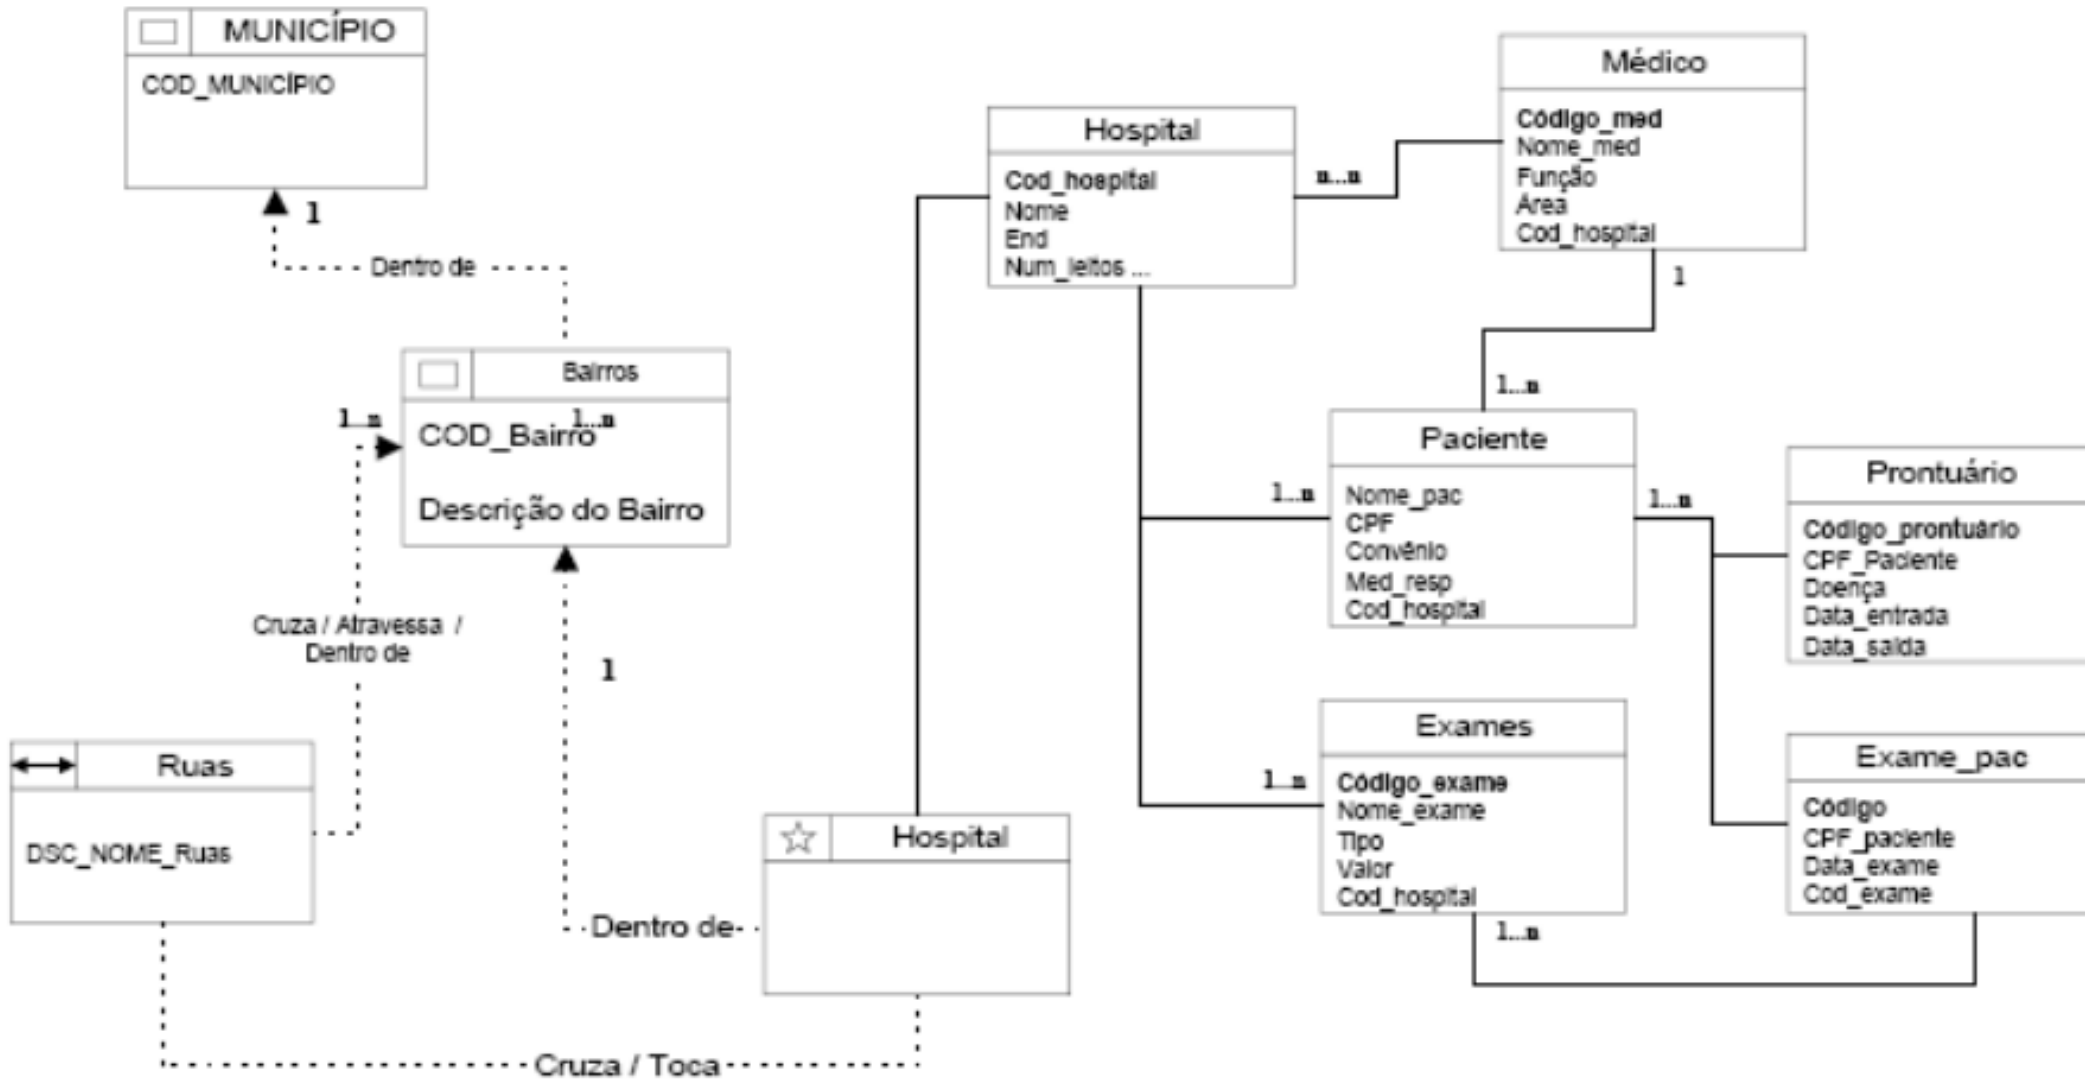 MUNICÍPIO
COD_MUNICÍPIO
1
Dentro de
Bairros
1...n
1...n
COD_Bairro
Descrição do Bairro
Cruza / Atravessa /
Dentro de
1
Ruas
DSC_NOME_Ruas
Hospital
Dentro de
Cruza / Toca
Hospital
Cod_hospital
Nome
End
Num_leitos ...
n...n
Médico
Código_med
Nome_med
Função
Área
Cod_hospital
1
1...n
Paciente
1...n
Nome_pac
CPF
Convênio
Med_resp
Cod_hospital
1...n
Prontuário
Código_prontuário
CPF_Paciente
Doença
Data_entrada
Data_saída
Exames
1...n
Código_exame
Nome_exame
Tipo
Valor
Cod_hospital
1...n
Exame_pac
Código
CPF_paciente
Data_exame
Cod_exame